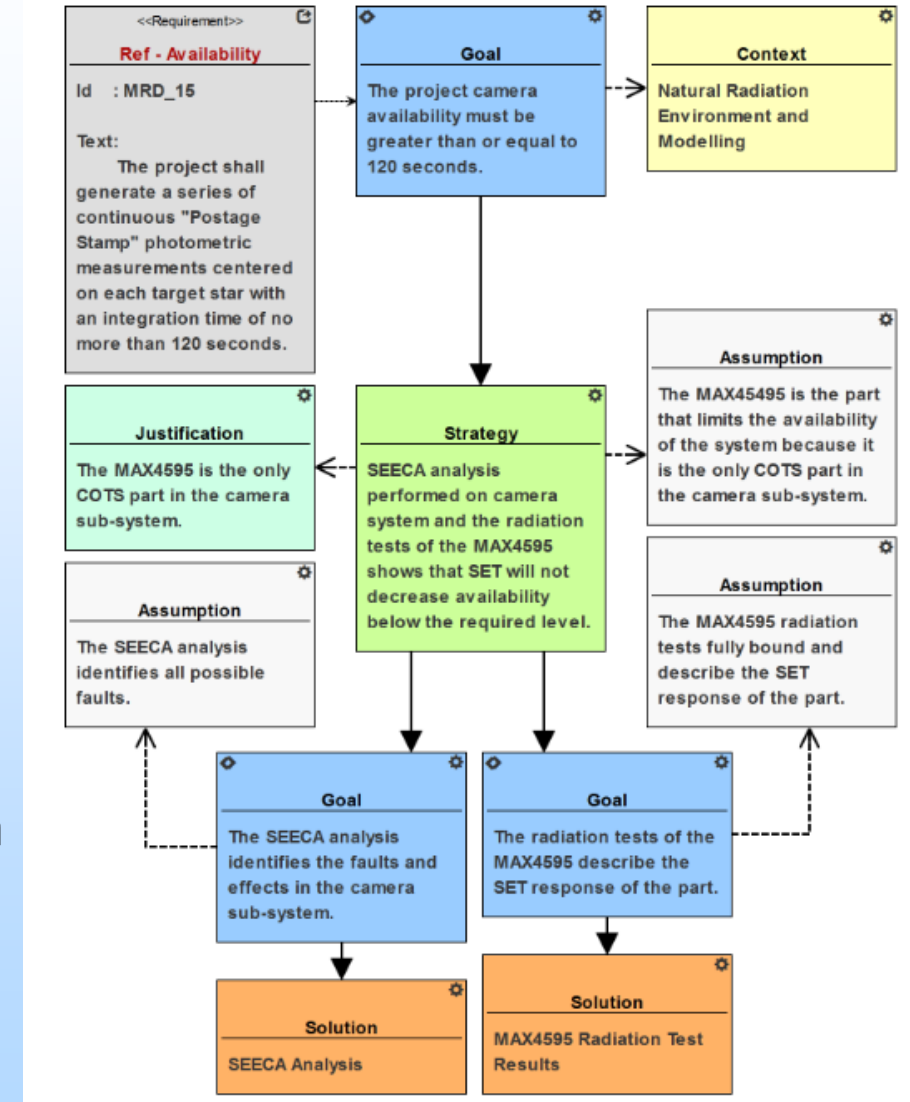 <<Requirement>>
Ref - Availability
Id : MRD_15
Text:
The project shall
generate a series of
continuous "Postage
Stamp" photometric
measurements centered
on each target star with
an integration time of no
more than 120 seconds.
Goal
The project camera
availability must be
greater than or equal to
120 seconds.
Context
Natural Radiation
Environment and
Modelling
Justification
The MAX4595 is the only
COTS part in the camera
sub-system.
Strategy
SEECA analysis
performed on camera
system and the radiation
tests of the MAX4595
shows that SET will not
decrease availability
below the required level.
Assumption
The MAX45495 is the part
that limits the availability
of the system because it
is the only COTS part in
the camera sub-system.
Assumption
The SEECA analysis
identifies all possible
faults.
Assumption
The MAX4595 radiation
tests fully bound and
describe the SET
response of the part.
Goal
The SEECA analysis
identifies the faults and
effects in the camera
sub-system.
Goal
The radiation tests of the
MAX4595 describe the
SET response of the part.
Solution
SEECA Analysis
Solution
MAX4595 Radiation Test
Results